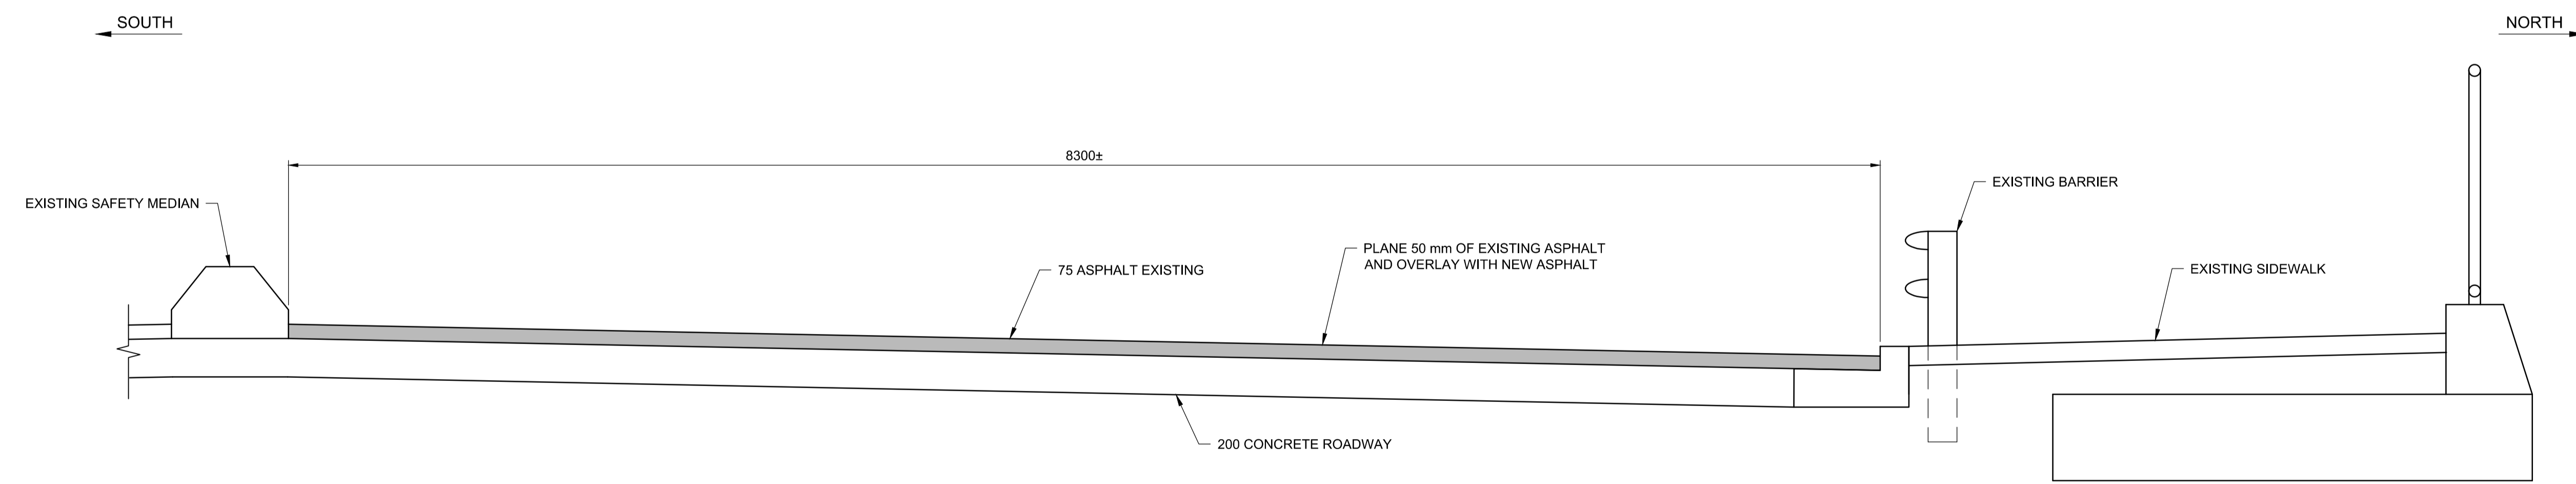 SOUTH
NORTH
8300±
EXISTING BARRIER
EXISTING SAFETY MEDIAN
PLANE 50 mm OF EXISTING ASPHALT
AND OVERLAY WITH NEW ASPHALT
75 ASPHALT EXISTING
EXISTING SIDEWALK
200 CONCRETE ROADWAY